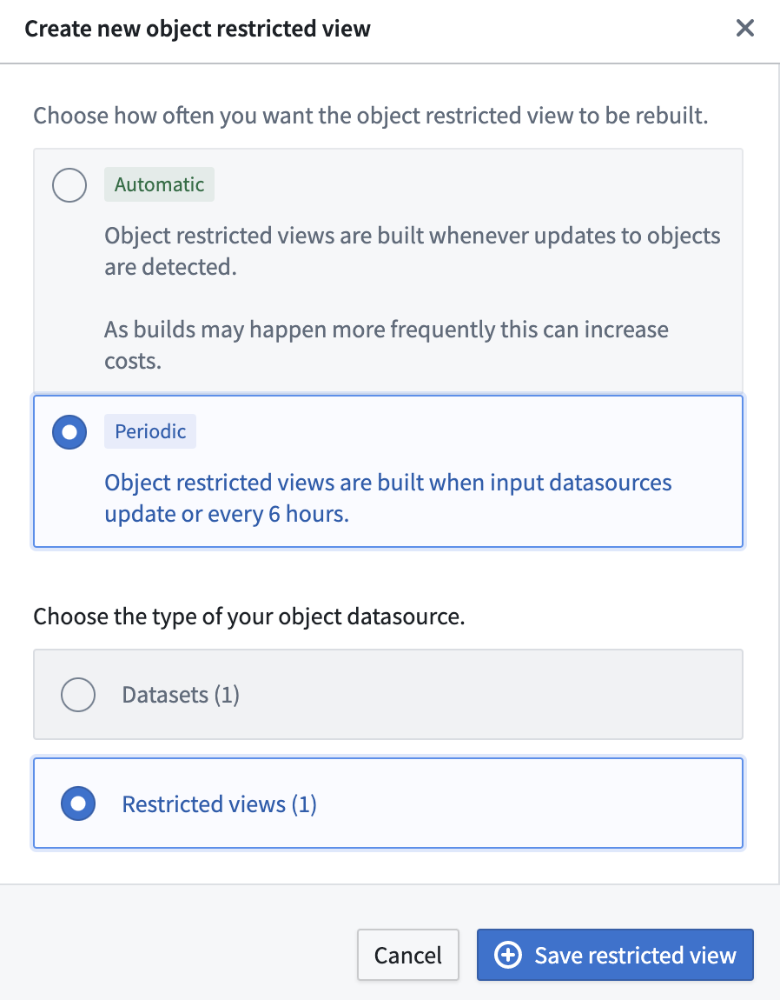 Create new object restricted view
Choose how often you want the object restricted view to be rebuilt.
Automatic
Object restricted views are built whenever updates to objects
are detected.
As builds may happen more frequently this can increase
costs.
Periodic
Object restricted views are built when input datasources
update or every 6 hours.
Choose the type of your object datasource.
Datasets (1)
Restricted views (1)
Cancel
Save restricted view